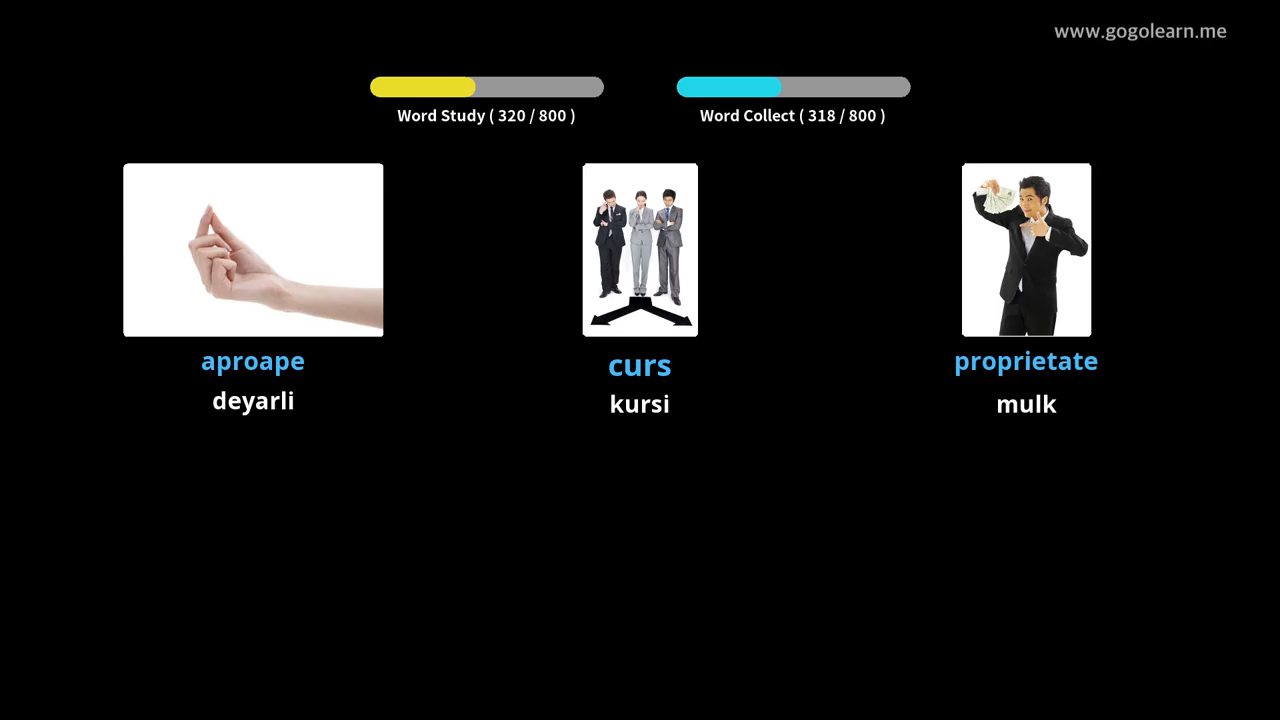 www.gogolearn.me
Word Study ( 320 / 800 )
Word Collect ( 318 / 800 )
aproape
deyarli
curs
kursi
proprietate
mulk